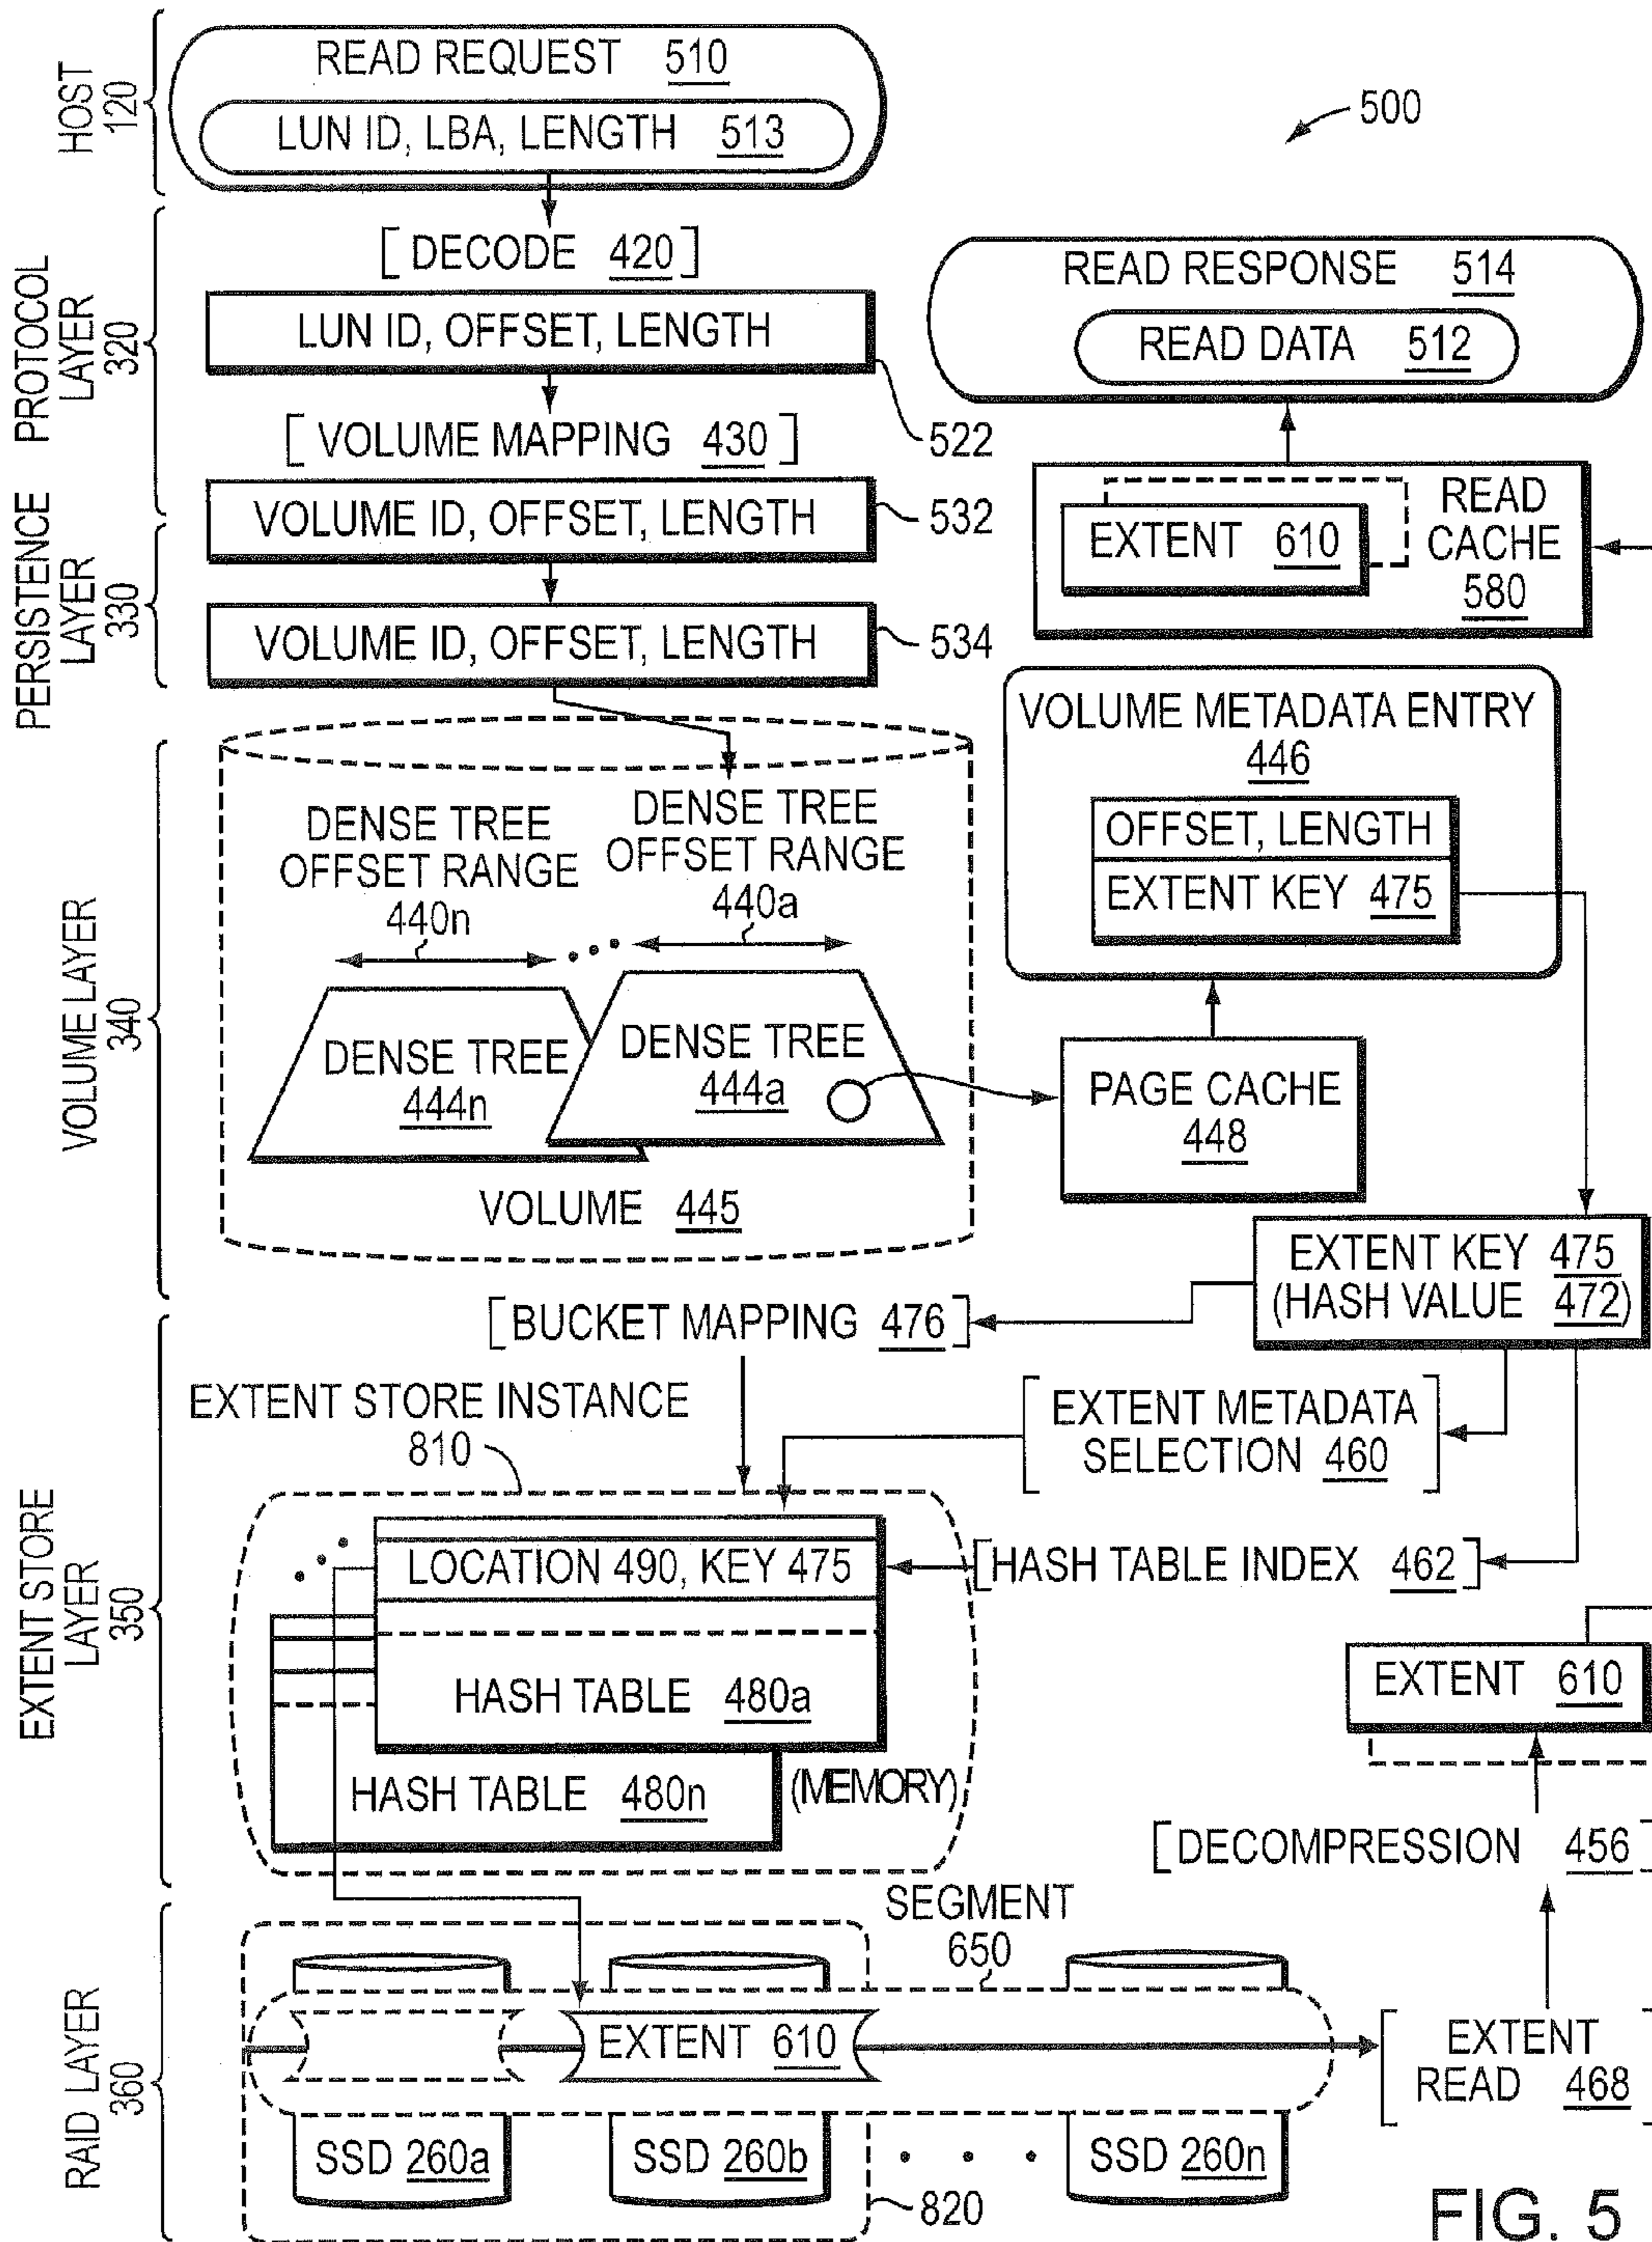 HOST
120
READ REQUEST 510
LUN ID, LBA, LENGTH 513
500
PROTOCOL
LAYER
320
[DECODE 420]
LUN ID, OFFSET, LENGTH
522
[VOLUME MAPPING 430]
VOLUME ID, OFFSET, LENGTH
532
PERSISTENCE
LAYER
330
VOLUME ID, OFFSET, LENGTH
534
READ RESPONSE 514
READ DATA 512
EXTENT 610
READ
CACHE
580
VOLUME LAYER
340
DENSE TREE
OFFSET RANGE
440n
DENSE TREE
OFFSET RANGE
440a
DENSE TREE
444n
DENSE TREE
444a
VOLUME 445
VOLUME METADATA ENTRY
446
OFFSET, LENGTH
EXTENT KEY 475
PAGE CACHE
448
EXTENT KEY 475
(HASH VALUE 472)
EXTENT STORE
LAYER
350
[BUCKET MAPPING 476]
EXTENT STORE INSTANCE
810
[EXTENT METADATA
SELECTION 460]
LOCATION 490, KEY 475
[HASH TABLE INDEX 462]
HASH TABLE 480a
HASH TABLE 480n
(MEMORY)
EXTENT 610
[DECOMPRESSION 456]
RAID LAYER
360
SEGMENT
650
EXTENT 610
[EXTENT
READ 468]
SSD 260a
SSD 260b
. . .
SSD 260n
820
FIG. 5